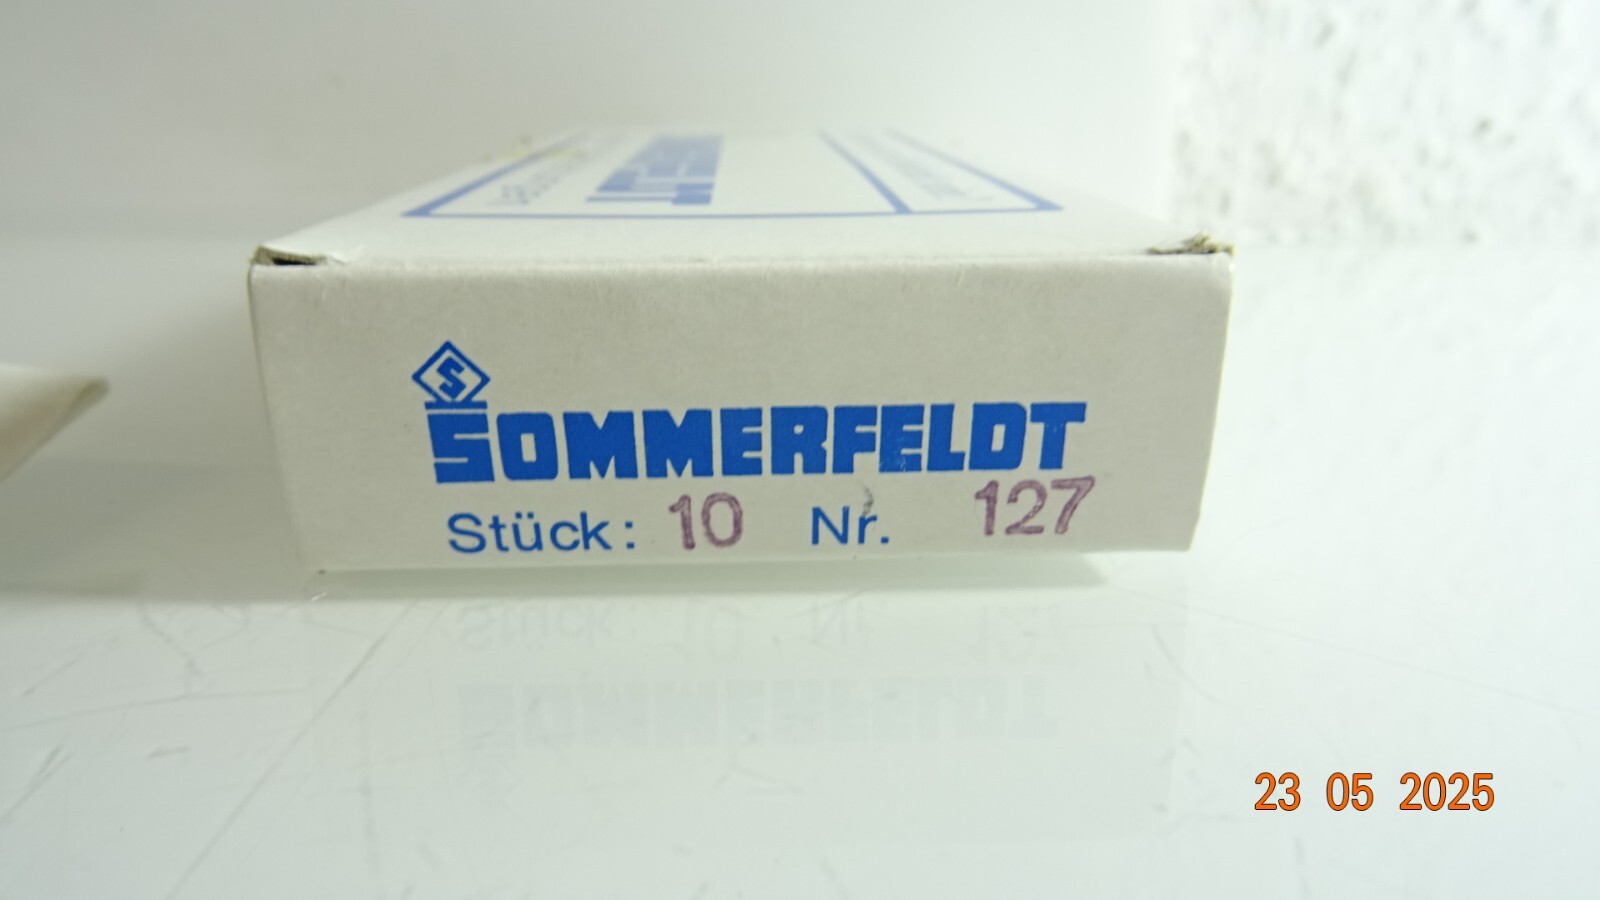 S
SOMMERFELDT
Stück: 10 Nr. 127
23 05 2025